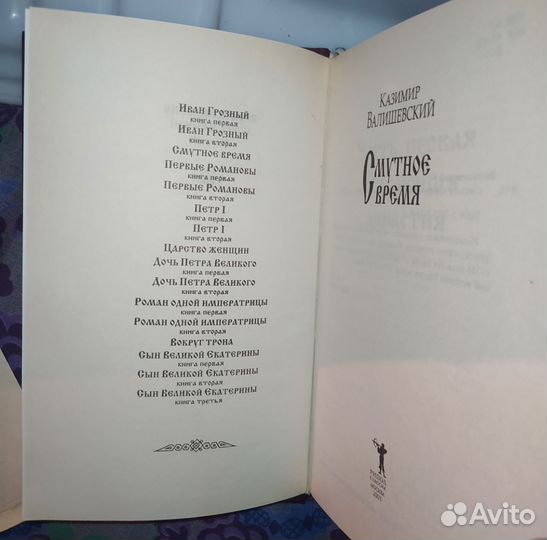 Иван Грозный
книга первая
Иван Грозный
книга вторая
Смутное время
Первые Романовы
книга первая
Первые Романовы
книга вторая
Петр I
книга первая
Петр I
книга вторая
Царство женщин
Дочь Петра Великого
книга первая
Дочь Петра Великого
книга вторая
Роман одной императрицы
книга первая
Роман одной императрицы
книга вторая
Вокруг трона
Сын Великой Екатерины
книга первая
Сын Великой Екатерины
книга вторая
Сын Великой Екатерины
книга третья
Казимир
Валишевский
Смутное
время
Москва
Avito